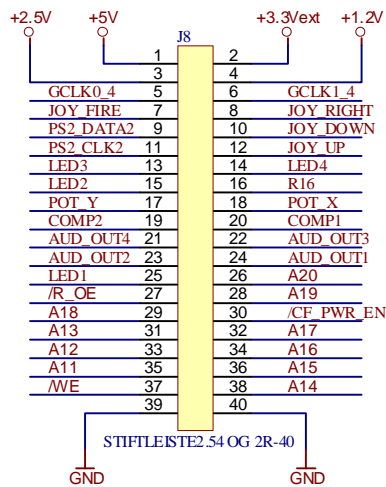 +2.5V +5V +3.3Vext +1.2V
J8
1 2
3 4
GCLK0_4 5 6 GCLK1_4
JOY_FIRE 7 8 JOY_RIGHT
PS2_DATA2 9 10 JOY_DOWN
PS2_CLK2 11 12 JOY_UP
LED3 13 14 LED4
LED2 15 16 R16
POT_Y 17 18 POT_X
COMP2 19 20 COMP1
AUD_OUT4 21 22 AUD_OUT3
AUD_OUT2 23 24 AUD_OUT1
LED1 25 26 A20
/R_OE 27 28 A19
A18 29 30 /CF_PWR_EN
A13 31 32 A17
A12 33 34 A16
A11 35 36 A15
/WE 37 38 A14
39 40
STIFTLEISTE2.54 OG 2R-40
GND GND